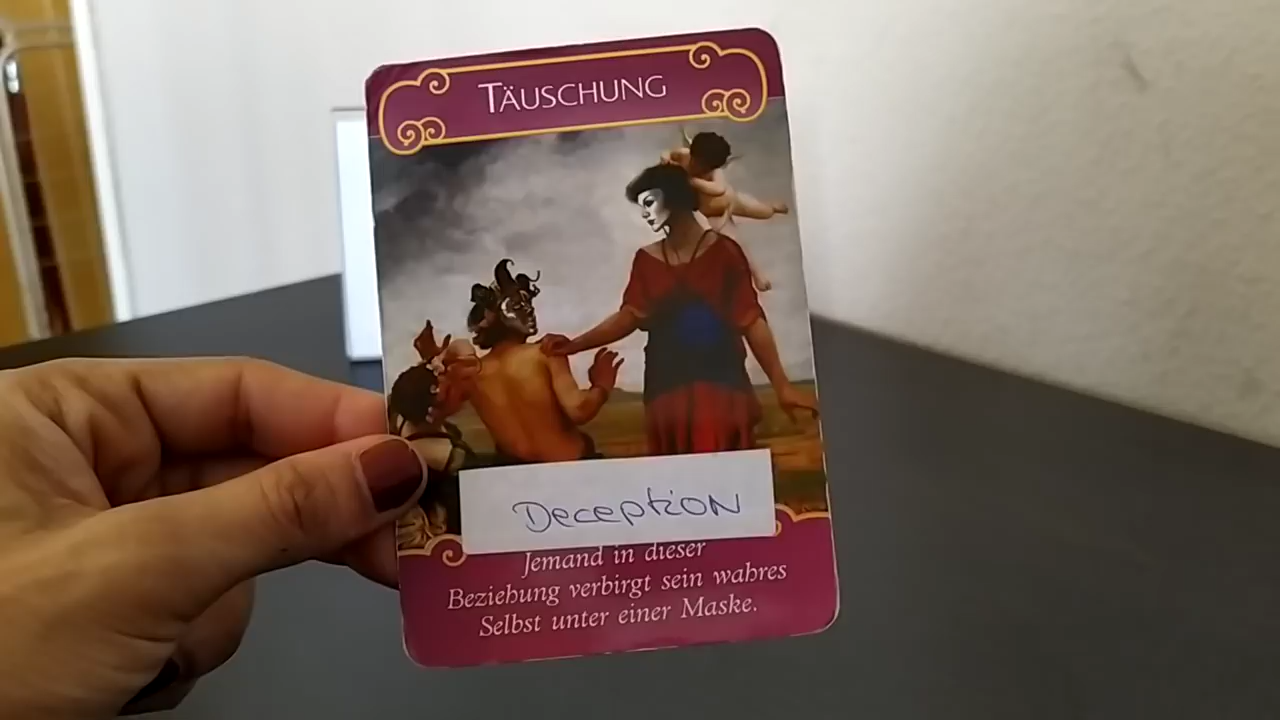 TÄUSCHUNG
Deception
Jemand in dieser
Beziehung verbirgt sein wahres
Selbst unter einer Maske.